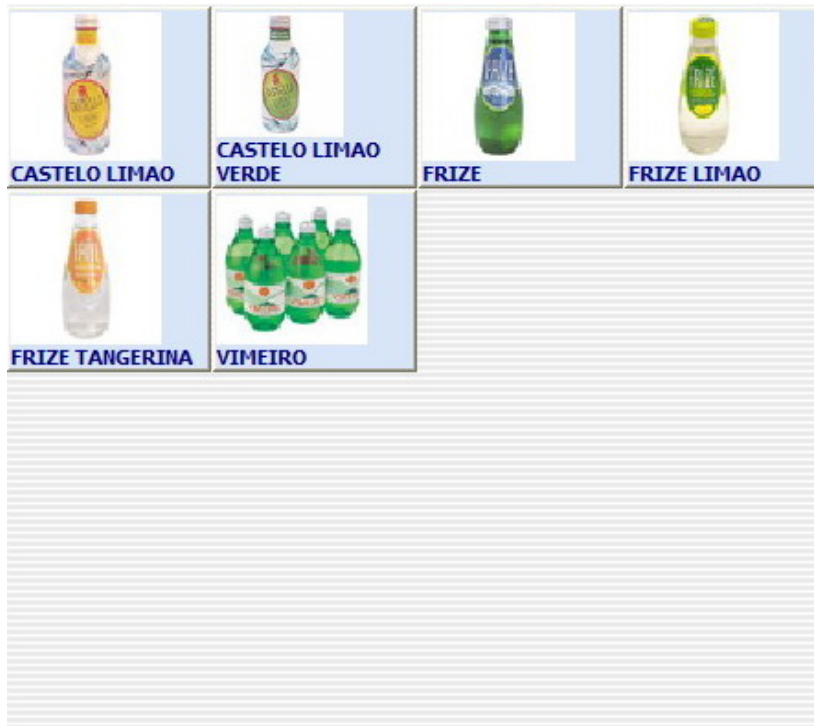 CASTELO LIMAO
CASTELO LIMAO
VERDE
FRIZE
FRIZE LIMAO
FRIZE TANGERINA
VIMEIRO